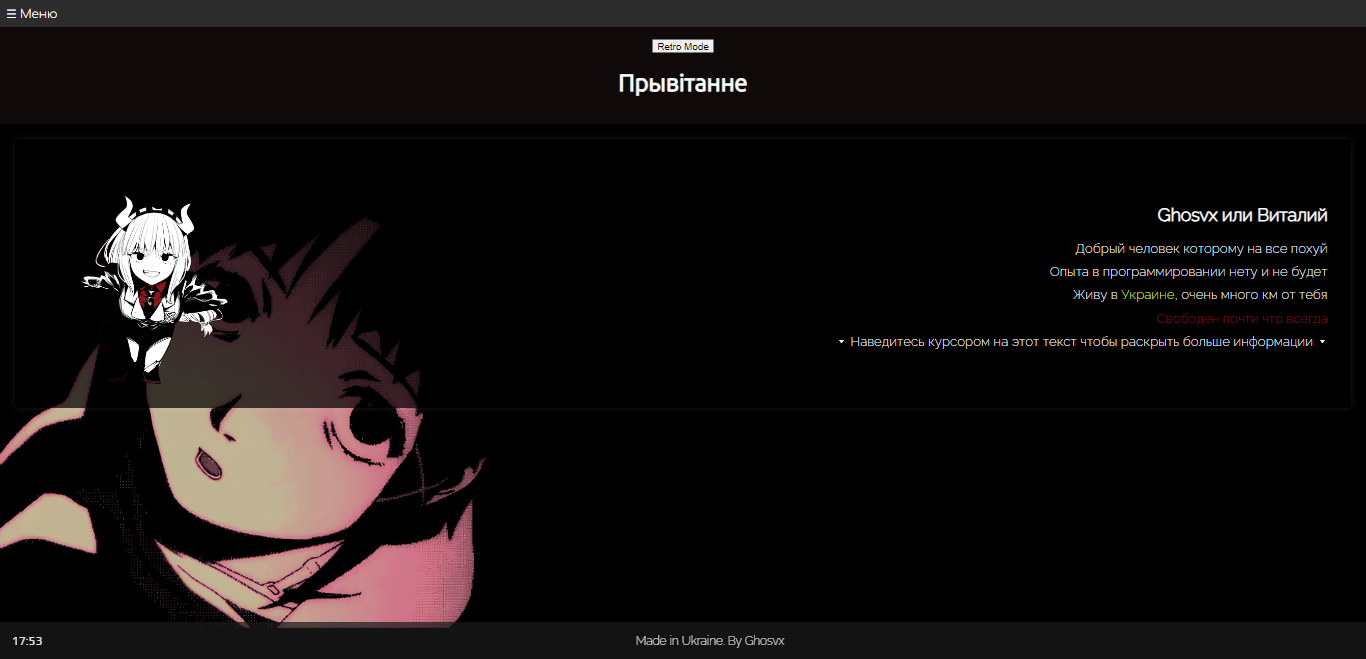 ☰ Меню
Retro Mode
Прывітанне
Ghosvx или Виталий
Добрый человек которому на все похуй
Опыта в программировании нету и не будет
Живу в Украине, очень много км от тебя
Свободен почти что всегда
Наведитесь курсором на этот текст чтобы раскрыть больше информации
17:53
Made in Ukraine. By Ghosvx